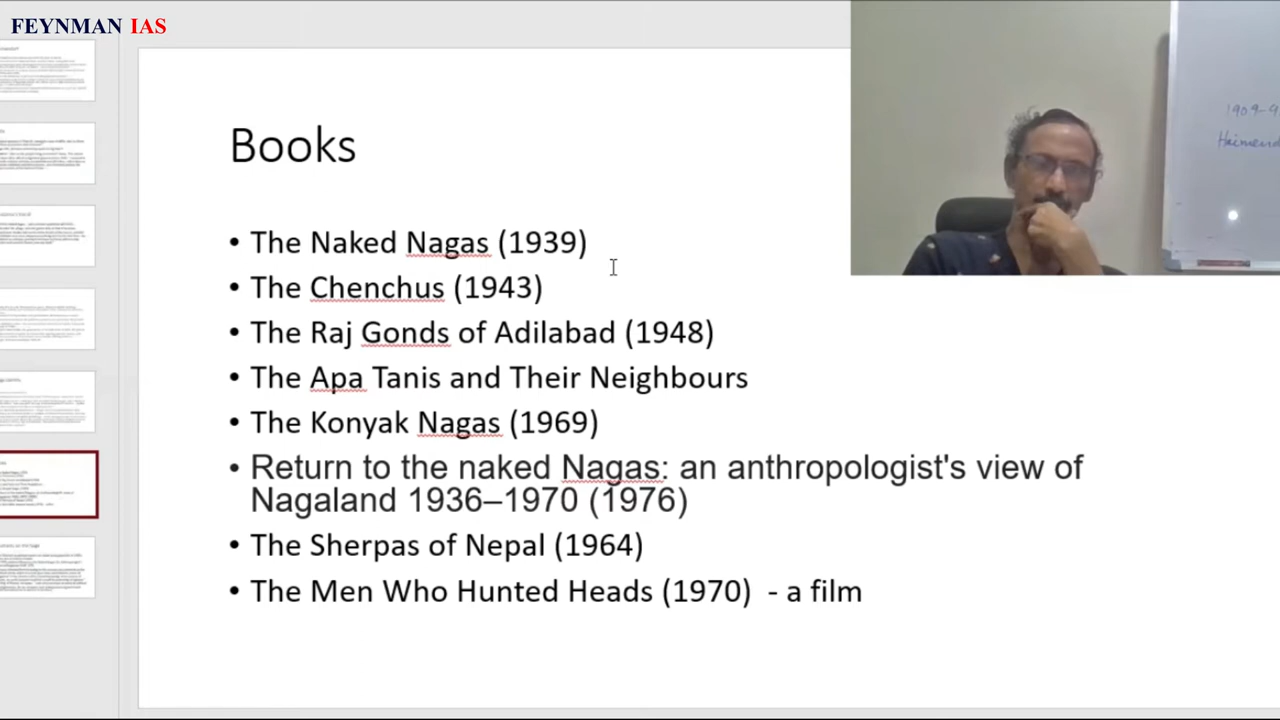 FEYNMAN IAS
Books
• The Naked Nagas (1939)
• The Chenchus (1943)
• The Raj Gonds of Adilabad (1948)
• The Apa Tanis and Their Neighbours
• The Konyak Nagas (1969)
• Return to the naked Nagas: an anthropologist's view of
Nagaland 1936–1970 (1976)
• The Sherpas of Nepal (1964)
• The Men Who Hunted Heads (1970) - a film